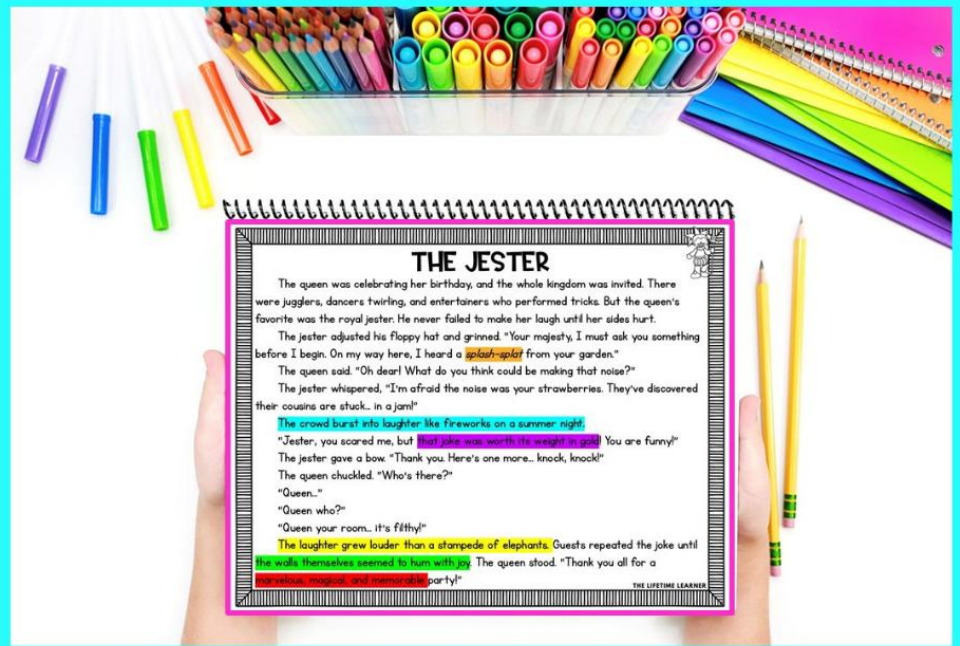 THE JESTER
The queen was celebrating her birthday, and the whole kingdom was invited. There
were jugglers, dancers twirling, and entertainers who performed tricks. But the queen's
favorite was the royal jester. He never failed to make her laugh until her sides hurt.
The jester adjusted his floppy hat and grinned. "Your majesty, I must ask you something
before I begin. On my way here, I heard a splash-splat from your garden."
The queen said. "Oh dear! What do you think could be making that noise?"
The jester whispered, "I'm afraid the noise was your strawberries. They've discovered
their cousins are stuck... in a jam!"
The crowd burst into laughter like fireworks on a summer night.
"Jester, you scared me, but that joke was worth its weight in gold! You are funny!"
The jester gave a bow. "Thank you. Here's one more... knock, knock!"
The queen chuckled. "Who's there?"
"Queen..."
"Queen who?"
"Queen your room... it's filthy!"
The laughter grew louder than a stampede of elephants. Guests repeated the joke until
the walls themselves seemed to hum with joy. The queen stood. "Thank you all for a
marvelous, magical, and memorable party!"
THE LIFETIME LEARNER